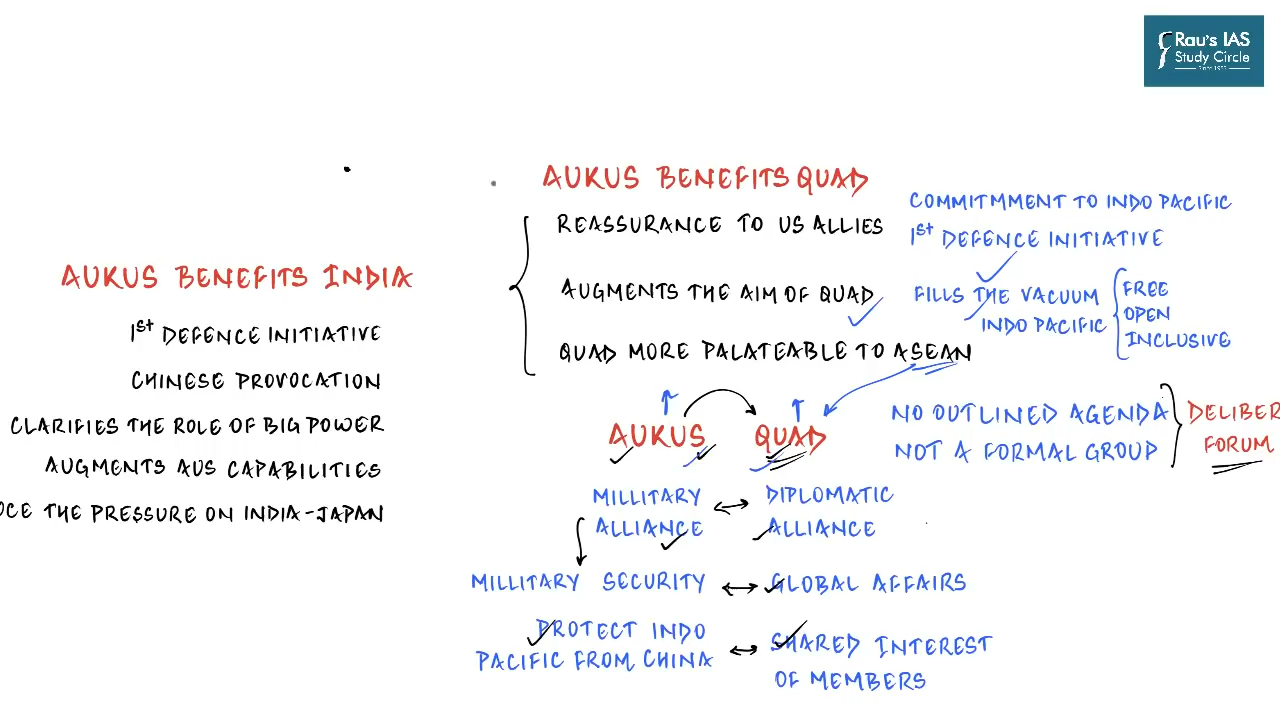 Rau's IAS
Study Circle
AUKUS BENEFITS INDIA
1st DEFENCE INITIATIVE
CHINESE PROVOCATION
CLARIFIES THE ROLE OF BIG POWER
AUGMENTS AUS CAPABILITIES
THE PRESSURE ON INDIA-JAPAN
AUKUS BENEFITS QUAD
REASSURANCE TO US ALLIES
COMMITMMENT TO INDO PACIFIC
1st DEFENCE INITIATIVE
AUGMENTS THE AIM OF QUAD
FILLS THE VACUUM
INDO PACIFIC
FREE
OPEN
INCLUSIVE
QUAD MORE PALATEABLE TO ASEAN
AUKUS QUAD
NO OUTLINED AGENDA
NOT A FORMAL GROUP
DELIBER
FORUM
MILLITARY
ALLIANCE
DIPLOMATIC
ALLIANCE
MILLITARY SECURITY
GLOBAL AFFAIRS
PROTECT INDO
PACIFIC FROM CHINA
SHARED INTEREST
OF MEMBERS